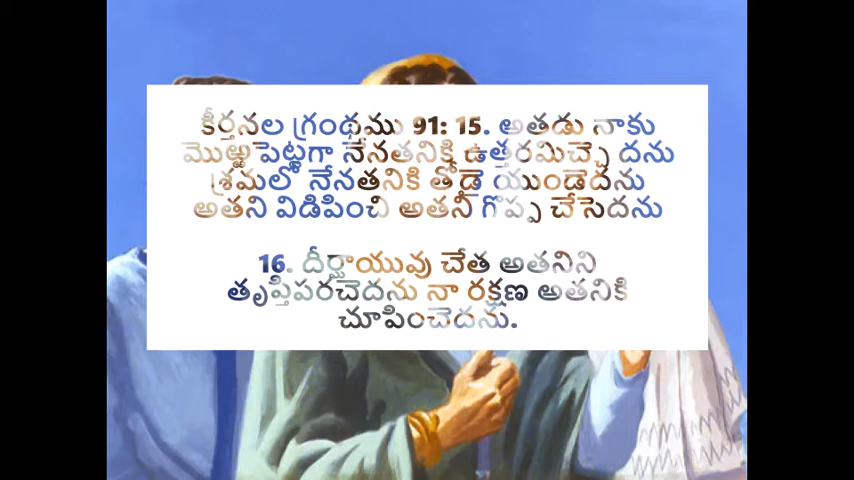 కీర్తనల గ్రంథము 91: 15. అతడు నాకు
మొఱ్ఱపెట్టగా నేనతనికి ఉత్తరమిచ్చె దను
శ్రమలో నేనతనికి తోడై యుండెదను
అతని విడిపించి అతని గొప్ప చేసెదను
16. దీర్ఘాయువు చేత అతనిని
తృప్తిపరచెదను నా రక్షణ అతనికి
చూపించెదను.